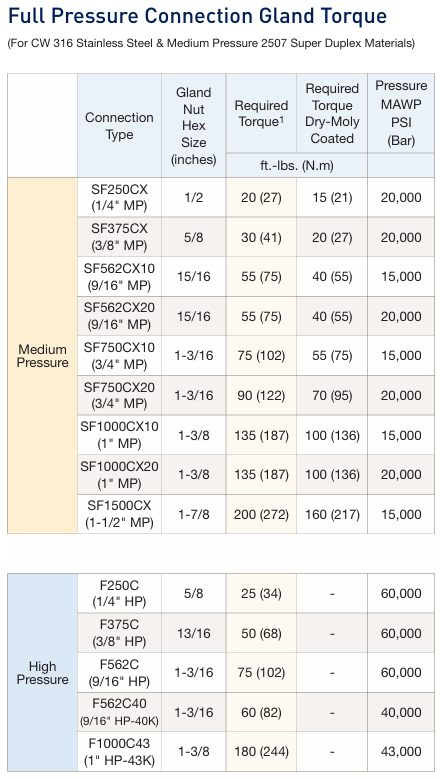 Full Pressure Connection Gland Torque
(For CW 316 Stainless Steel & Medium Pressure 2507 Super Duplex Materials)
Connection Type Gland Nut Hex Size (inches) Required Torque¹ Required Torque Dry-Moly Coated Pressure MAWP PSI (Bar)
ft.-lbs. (N.m)
Medium Pressure
SF250CX (1/4" MP) 1/2 20 (27) 15 (21) 20,000
SF375CX (3/8" MP) 5/8 30 (41) 20 (27) 20,000
SF562CX10 (9/16" MP) 15/16 55 (75) 40 (55) 15,000
SF562CX20 (9/16" MP) 15/16 55 (75) 40 (55) 20,000
SF750CX10 (3/4" MP) 1-3/16 75 (102) 55 (75) 15,000
SF750CX20 (3/4" MP) 1-3/16 90 (122) 70 (95) 20,000
SF1000CX10 (1" MP) 1-3/8 135 (187) 100 (136) 15,000
SF1000CX20 (1" MP) 1-3/8 135 (187) 100 (136) 20,000
SF1500CX (1-1/2" MP) 1-7/8 200 (272) 160 (217) 15,000
High Pressure
F250C (1/4" HP) 5/8 25 (34) - 60,000
F375C (3/8" HP) 13/16 50 (68) - 60,000
F562C (9/16" HP) 1-3/16 75 (102) - 60,000
F562C40 (9/16" HP-40K) 1-3/16 60 (82) - 40,000
F1000C43 (1" HP-43K) 1-3/8 180 (244) - 43,000